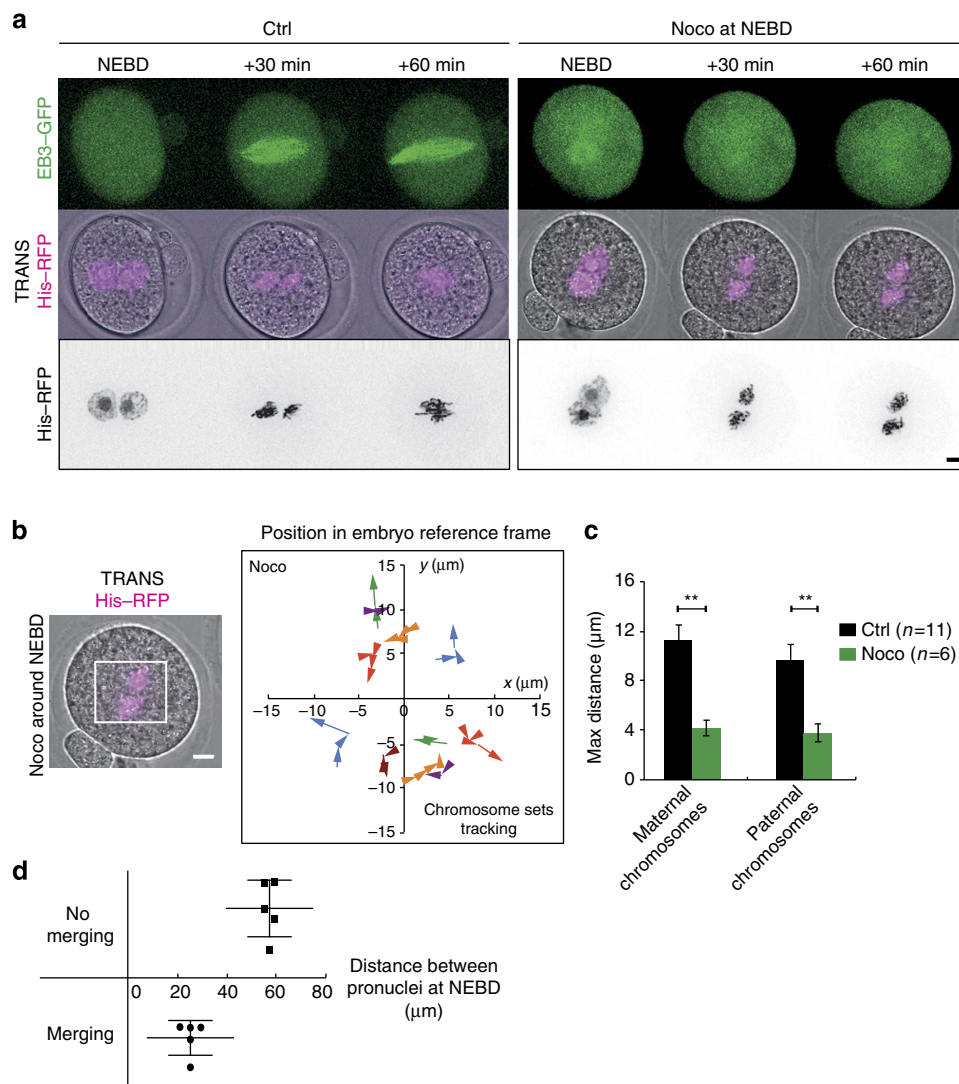 a
Ctrl
Noco at NEBD
NEBD
+30 min
+60 min
NEBD
+30 min
+60 min
EB3–GFP
TRANS
His–RFP
His–RFP
b
TRANS
His–RFP
Noco around NEBD
Position in embryo reference frame
Noco
y (μm)
x (μm)
15
10
5
−15
−10
−5
0
5
10
15
−5
−10
−15
Chromosome sets
tracking
c
Max distance (μm)
16
12
8
4
0
**
**
Ctrl (n=11)
Noco (n=6)
Maternal
chromosomes
Paternal
chromosomes
d
No
merging
Merging
0
20
40
60
80
Distance between
pronuclei at NEBD
(μm)